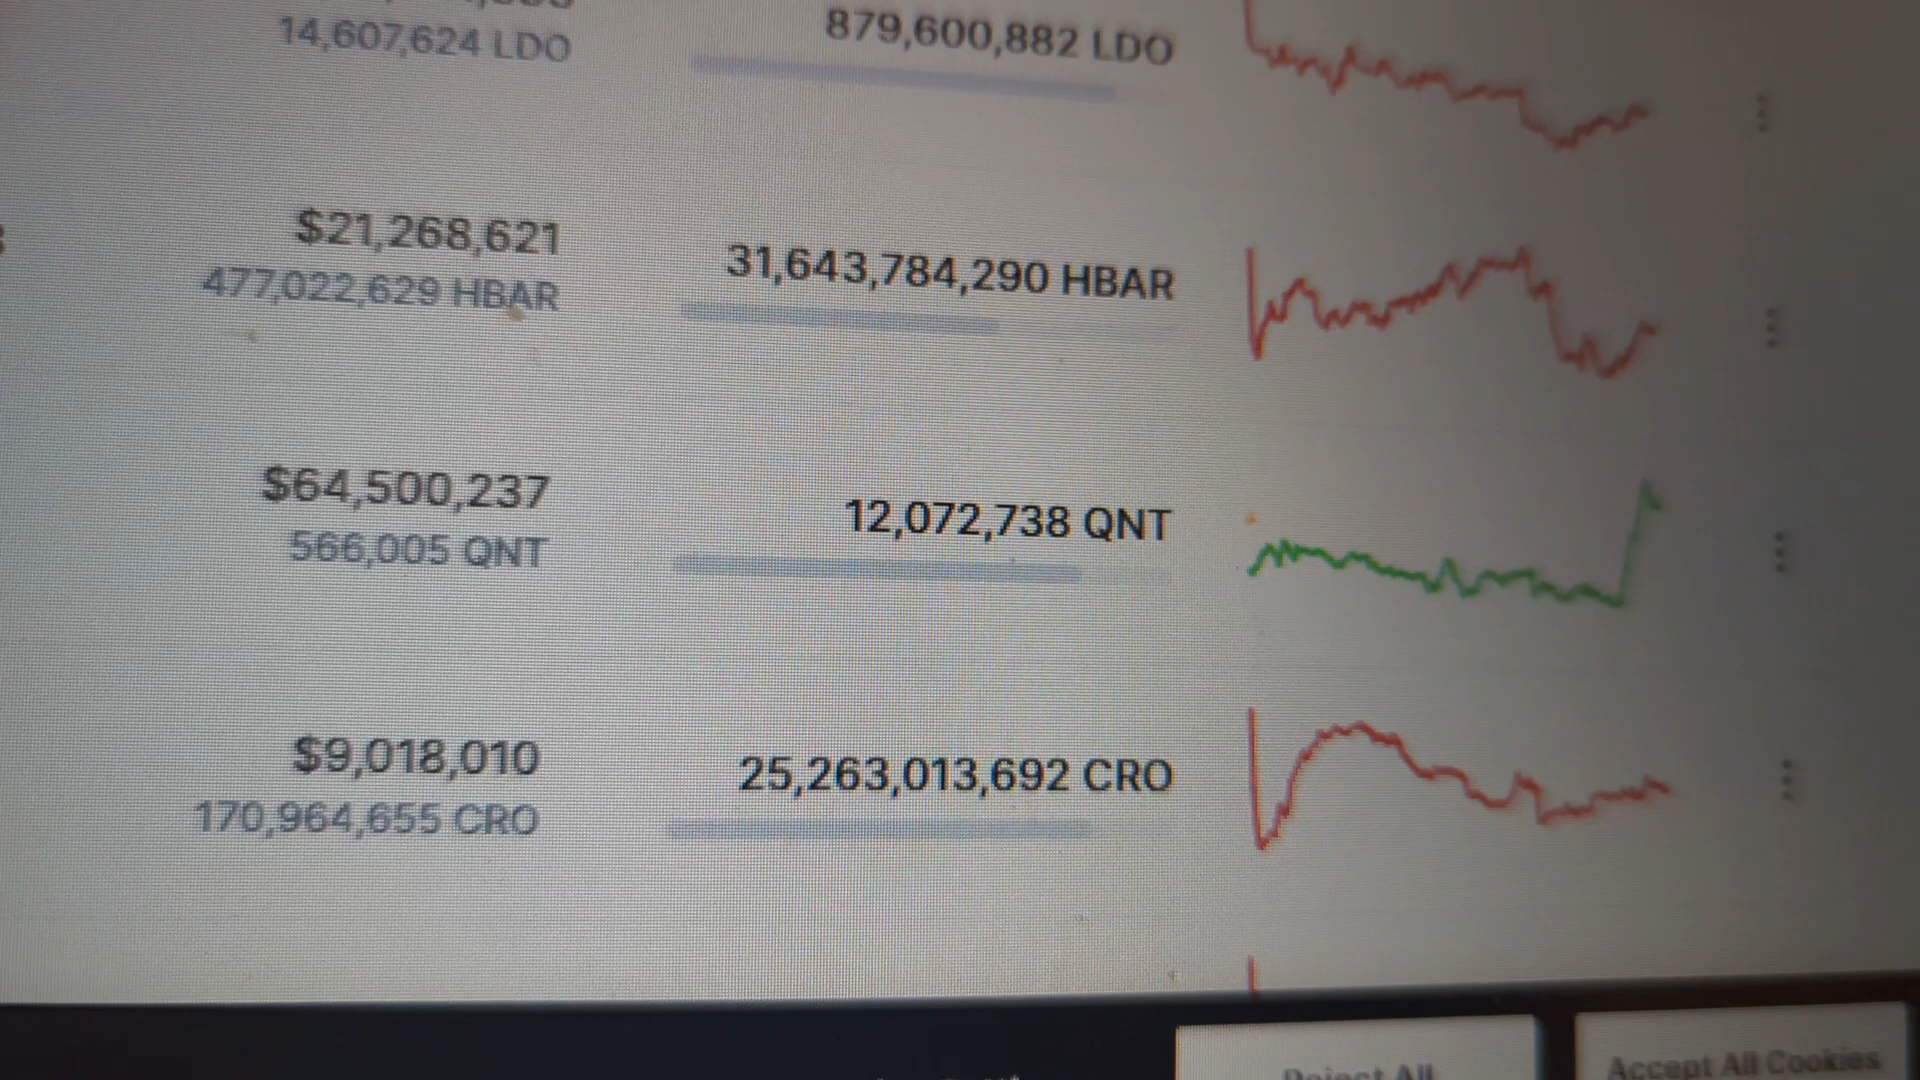 14,607,624 LDO
879,600,882 LDO
$21,268,621
477,022,629 HBAR
31,643,784,290 HBAR
$64,500,237
566,005 QNT
12,072,738 QNT
$9,018,010
170,964,655 CRO
25,263,013,692 CRO
Reject All
Accept All Cookies